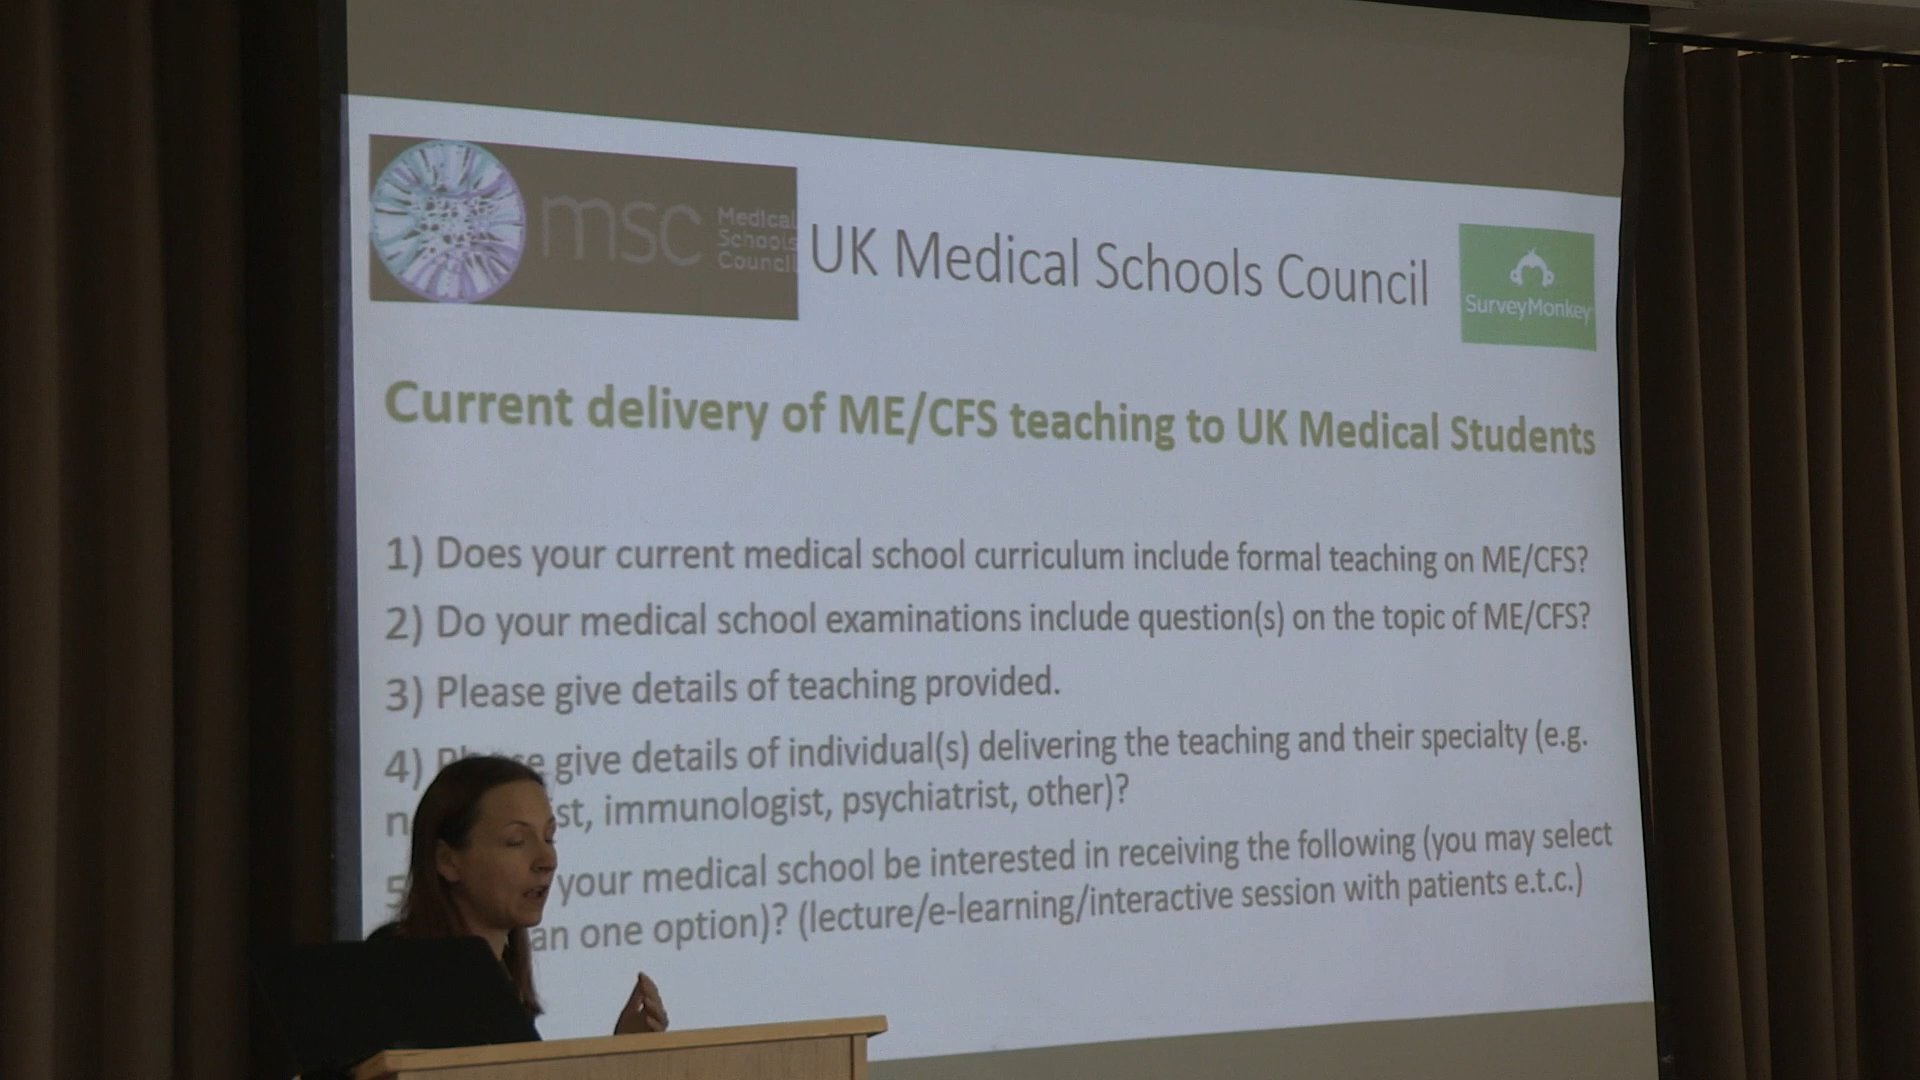 msc Medical
Schools
Council
UK Medical Schools Council
SurveyMonkey
Current delivery of ME/CFS teaching to UK Medical Students
1) Does your current medical school curriculum include formal teaching on ME/CFS?
2) Do your medical school examinations include question(s) on the topic of ME/CFS?
3) Please give details of teaching provided.
4) give details of individual(s) delivering the teaching and their specialty (e.g.
immunologist, psychiatrist, other)?
your medical school be interested in receiving the following (you may select
one option)? (lecture/e-learning/interactive session with patients e.t.c.)